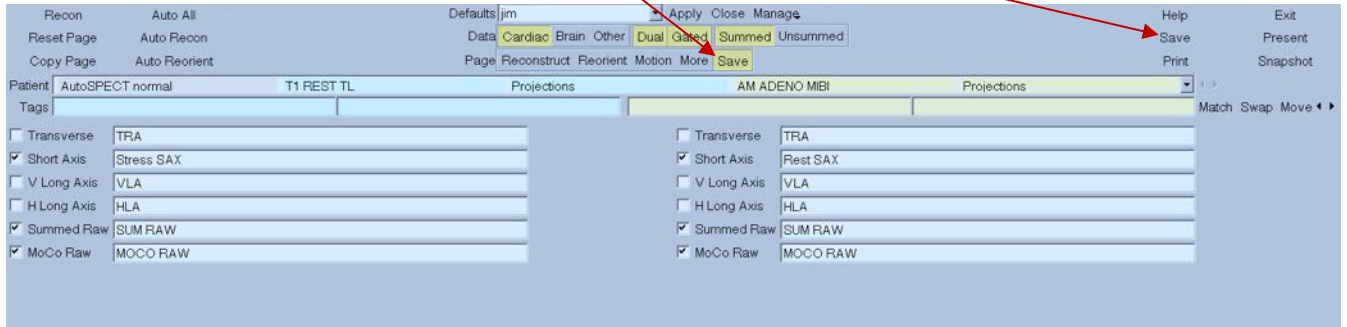 Recon Auto All Defaults jim Apply Close Manage Help Exit
Reset Page Auto Recon Data Cardiac Brain Other Dual Gated Summed Unsummed Save Present
Copy Page Auto Reorient Page Reconstruct Reorient Motion More Save Print Snapshot
Patient AutoSPECT normal T1 REST TL Projections AM ADENO MIBI Projections
Tags Match Swap Move
Transverse TRA Transverse TRA
Short Axis Stress SAX Short Axis Rest SAX
V Long Axis VLA V Long Axis VLA
H Long Axis HLA H Long Axis HLA
Summed Raw SUM RAW Summed Raw SUM RAW
MoCo Raw MOCO RAW MoCo Raw MOCO RAW